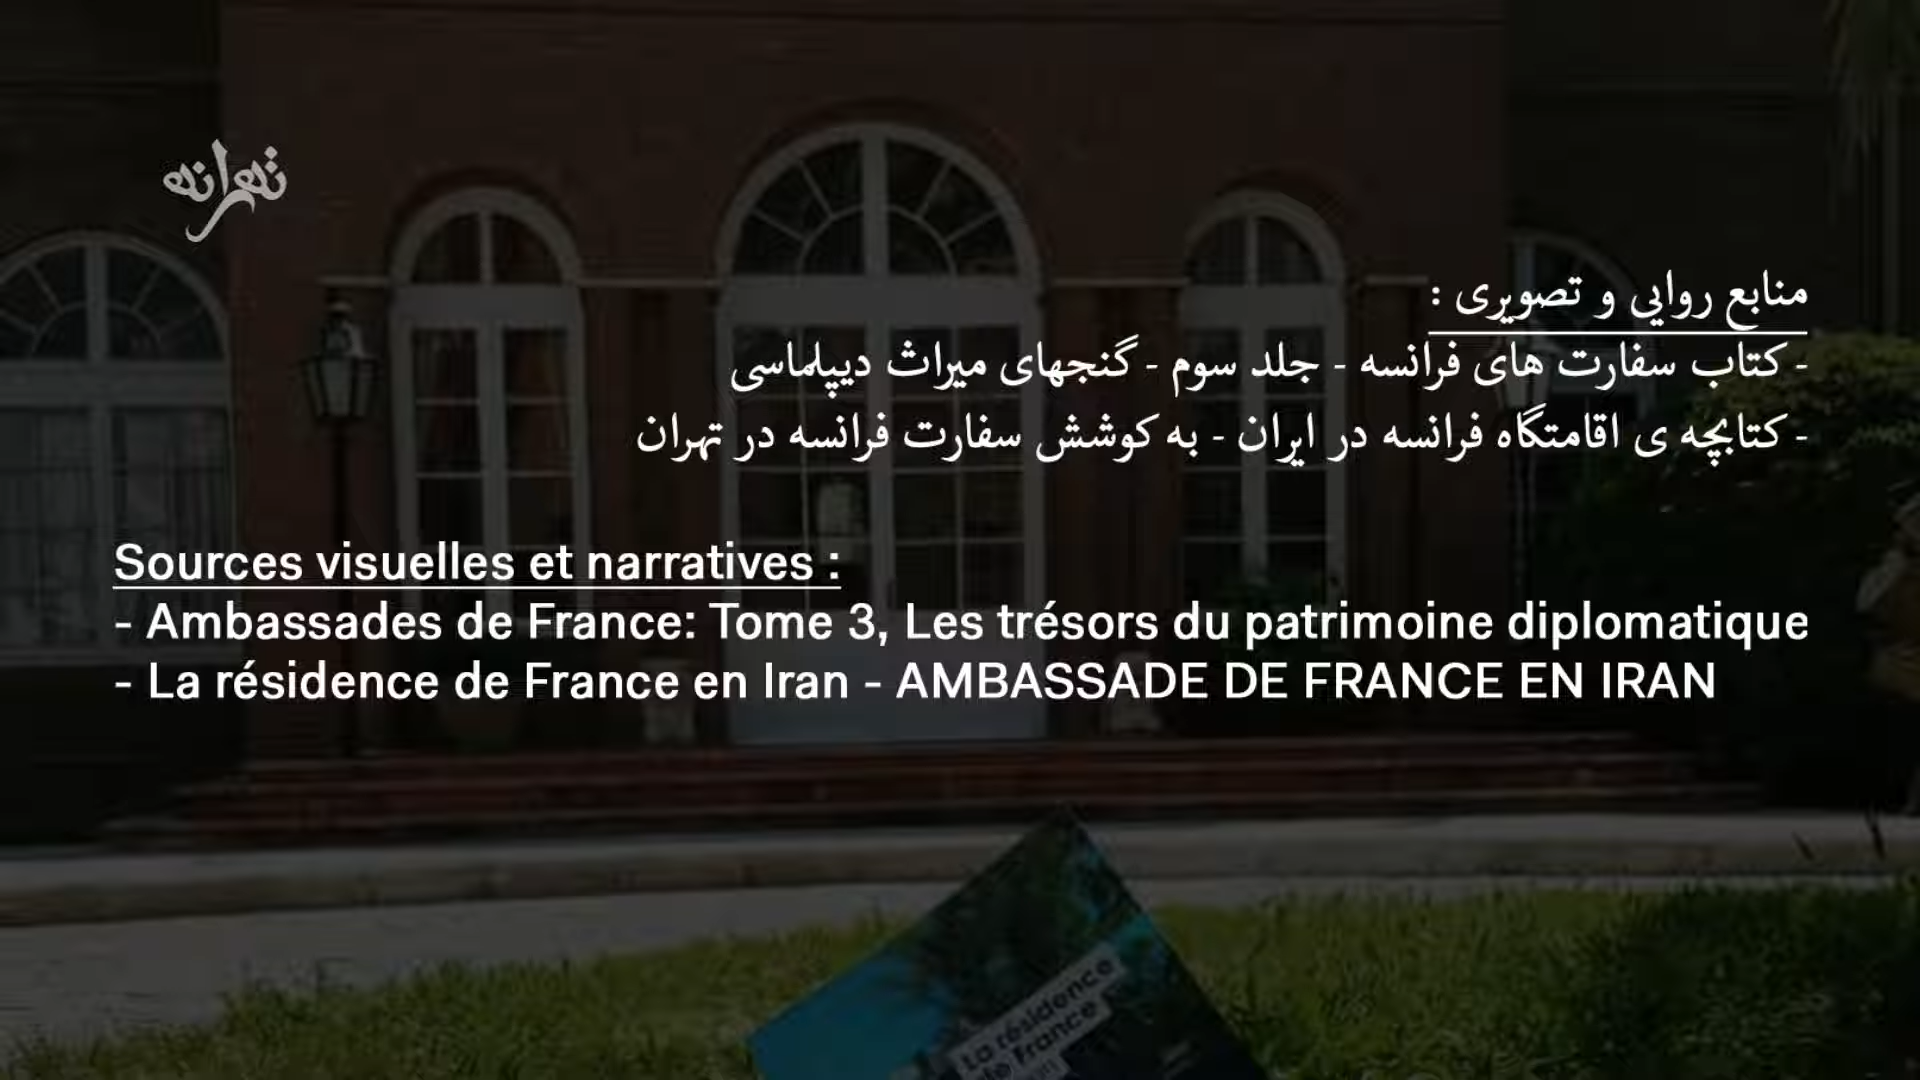 تهرانه
منابع روایی و تصویری :
- کتاب سفارت های فرانسه - جلد سوم - گنجهای میراث دیپلماسی
- کتابچه ی اقامتگاه فرانسه در ایران - به کوشش سفارت فرانسه در تهران
Sources visuelles et narratives :
- Ambassades de France: Tome 3, Les trésors du patrimoine diplomatique
- La résidence de France en Iran - AMBASSADE DE FRANCE EN IRAN
La résidence
de France